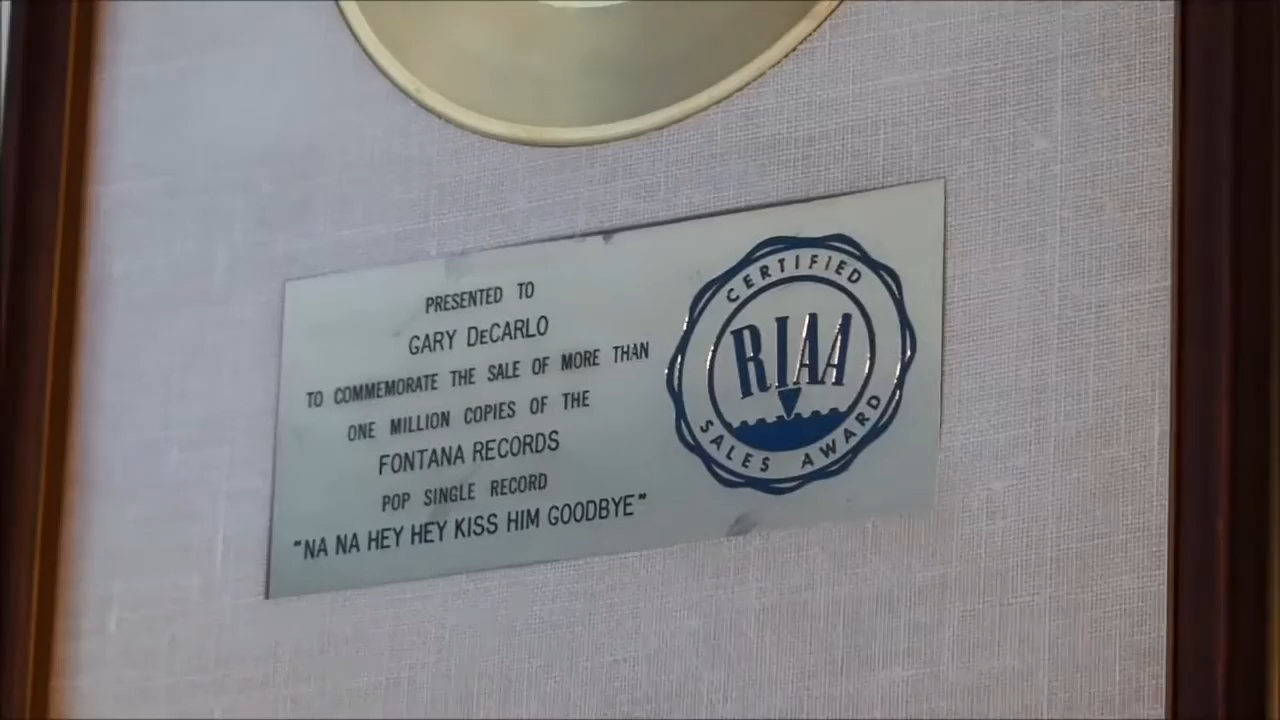 PRESENTED TO
GARY DeCARLO
TO COMMEMORATE THE SALE OF MORE THAN
ONE MILLION COPIES OF THE
FONTANA RECORDS
POP SINGLE RECORD
"NA NA HEY HEY KISS HIM GOODBYE"
CERTIFIED
RIAA
SALES AWARD